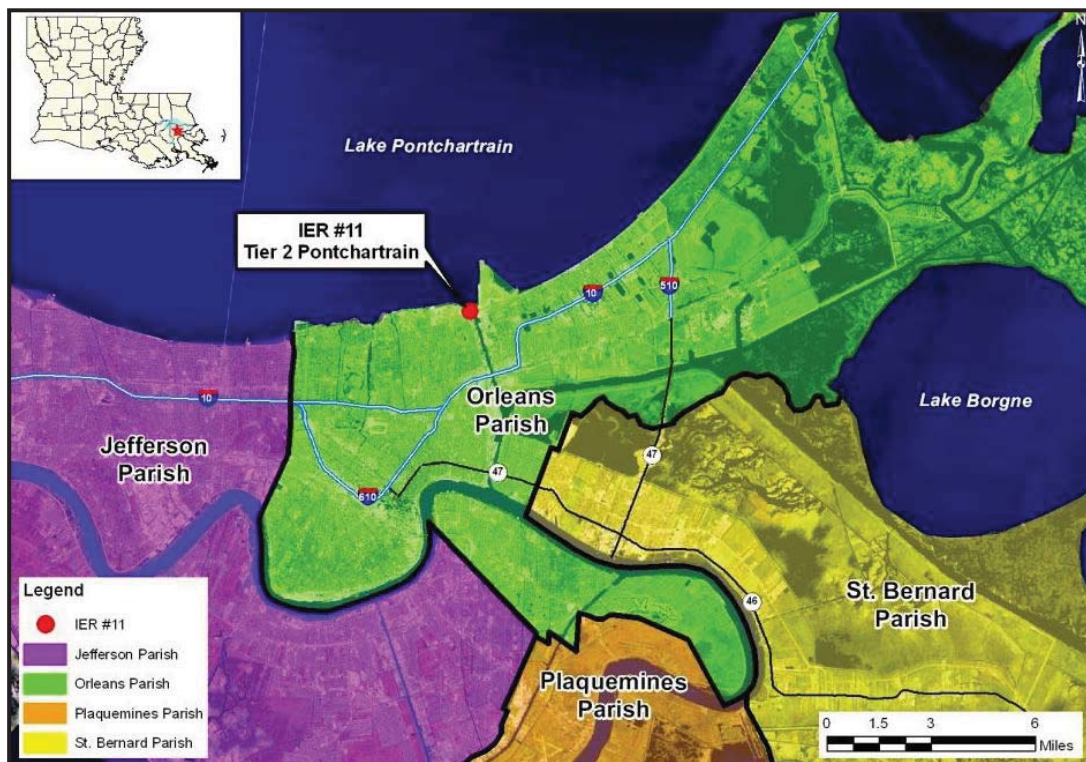 N
Lake Pontchartrain
IER #11
Tier 2 Pontchartrain
10
510
10
Orleans
Parish
Lake Borgne
Jefferson
Parish
47
47
610
46
St. Bernard
Parish
Plaquemines
Parish
Legend
IER #11
Jefferson Parish
Orleans Parish
Plaquemines Parish
St. Bernard Parish
0 1.5 3 6
Miles